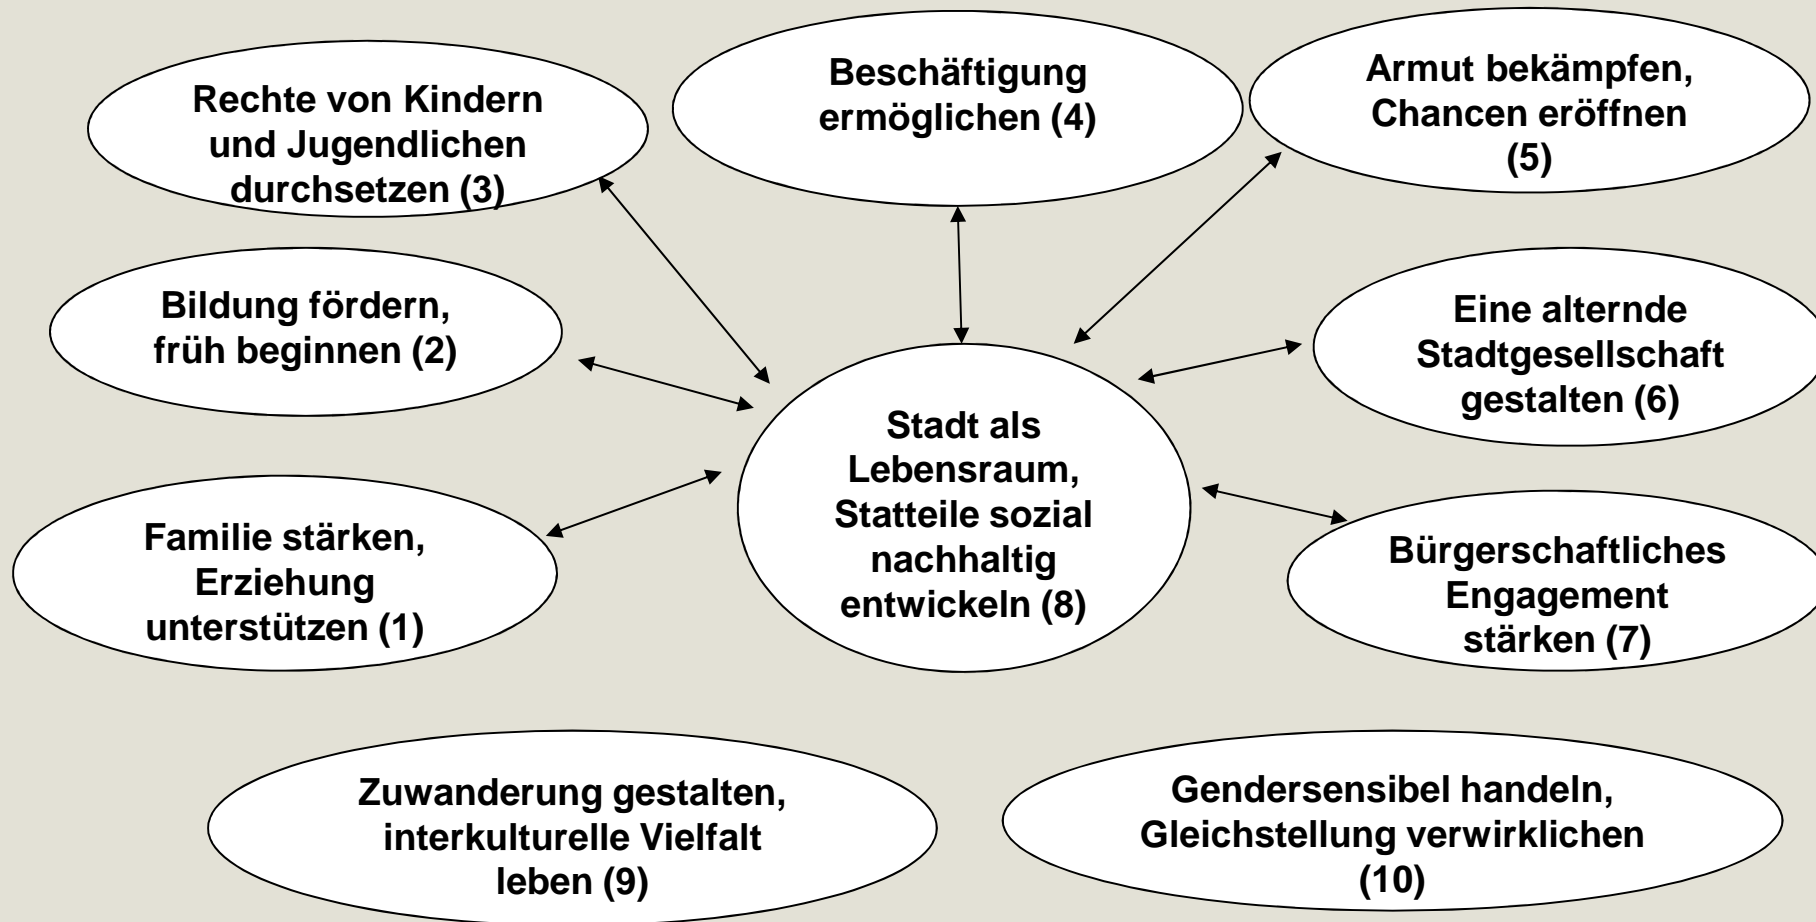 Rechte von Kindern
und Jugendlichen
durchsetzen (3)
Beschäftigung
ermöglichen (4)
Armut bekämpfen,
Chancen eröffnen
(5)
Bildung fördern,
früh beginnen (2)
Eine alternde
Stadtgesellschaft
gestalten (6)
Stadt als
Lebensraum,
Statteile sozial
nachhaltig
entwickeln (8)
Familie stärken,
Erziehung
unterstützen (1)
Bürgerschaftliches
Engagement
stärken (7)
Zuwanderung gestalten,
interkulturelle Vielfalt
leben (9)
Gendersensibel handeln,
Gleichstellung verwirklichen
(10)